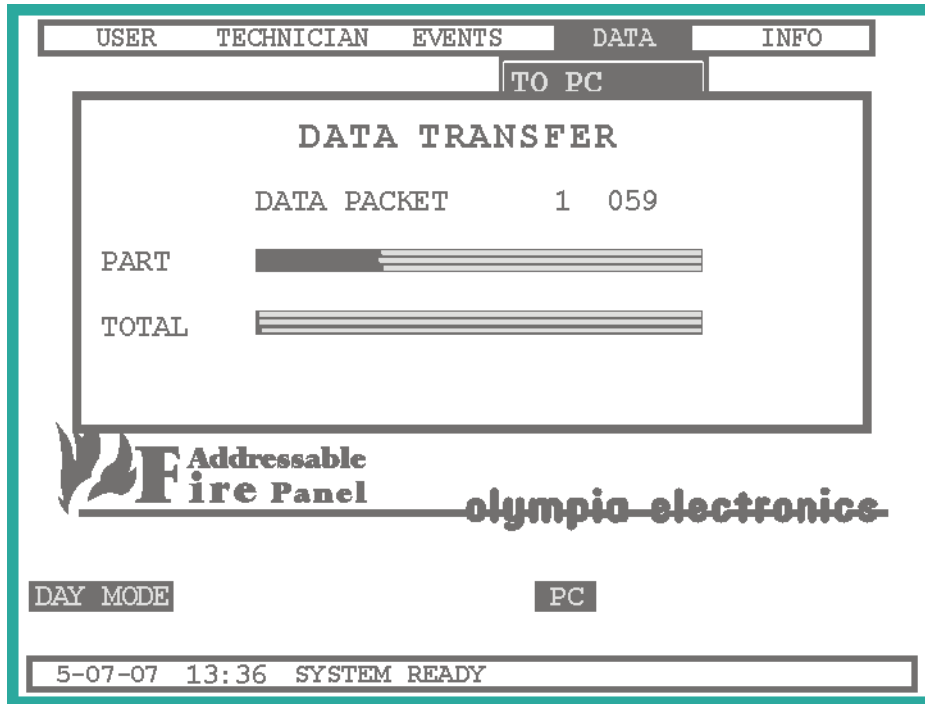 USER TECHNICIAN EVENTS DATA INFO
TO PC
DATA TRANSFER
DATA PACKET 1 059
PART
TOTAL
Addressable
Fire Panel
olympia electronics
DAY MODE PC
5-07-07 13:36 SYSTEM READY